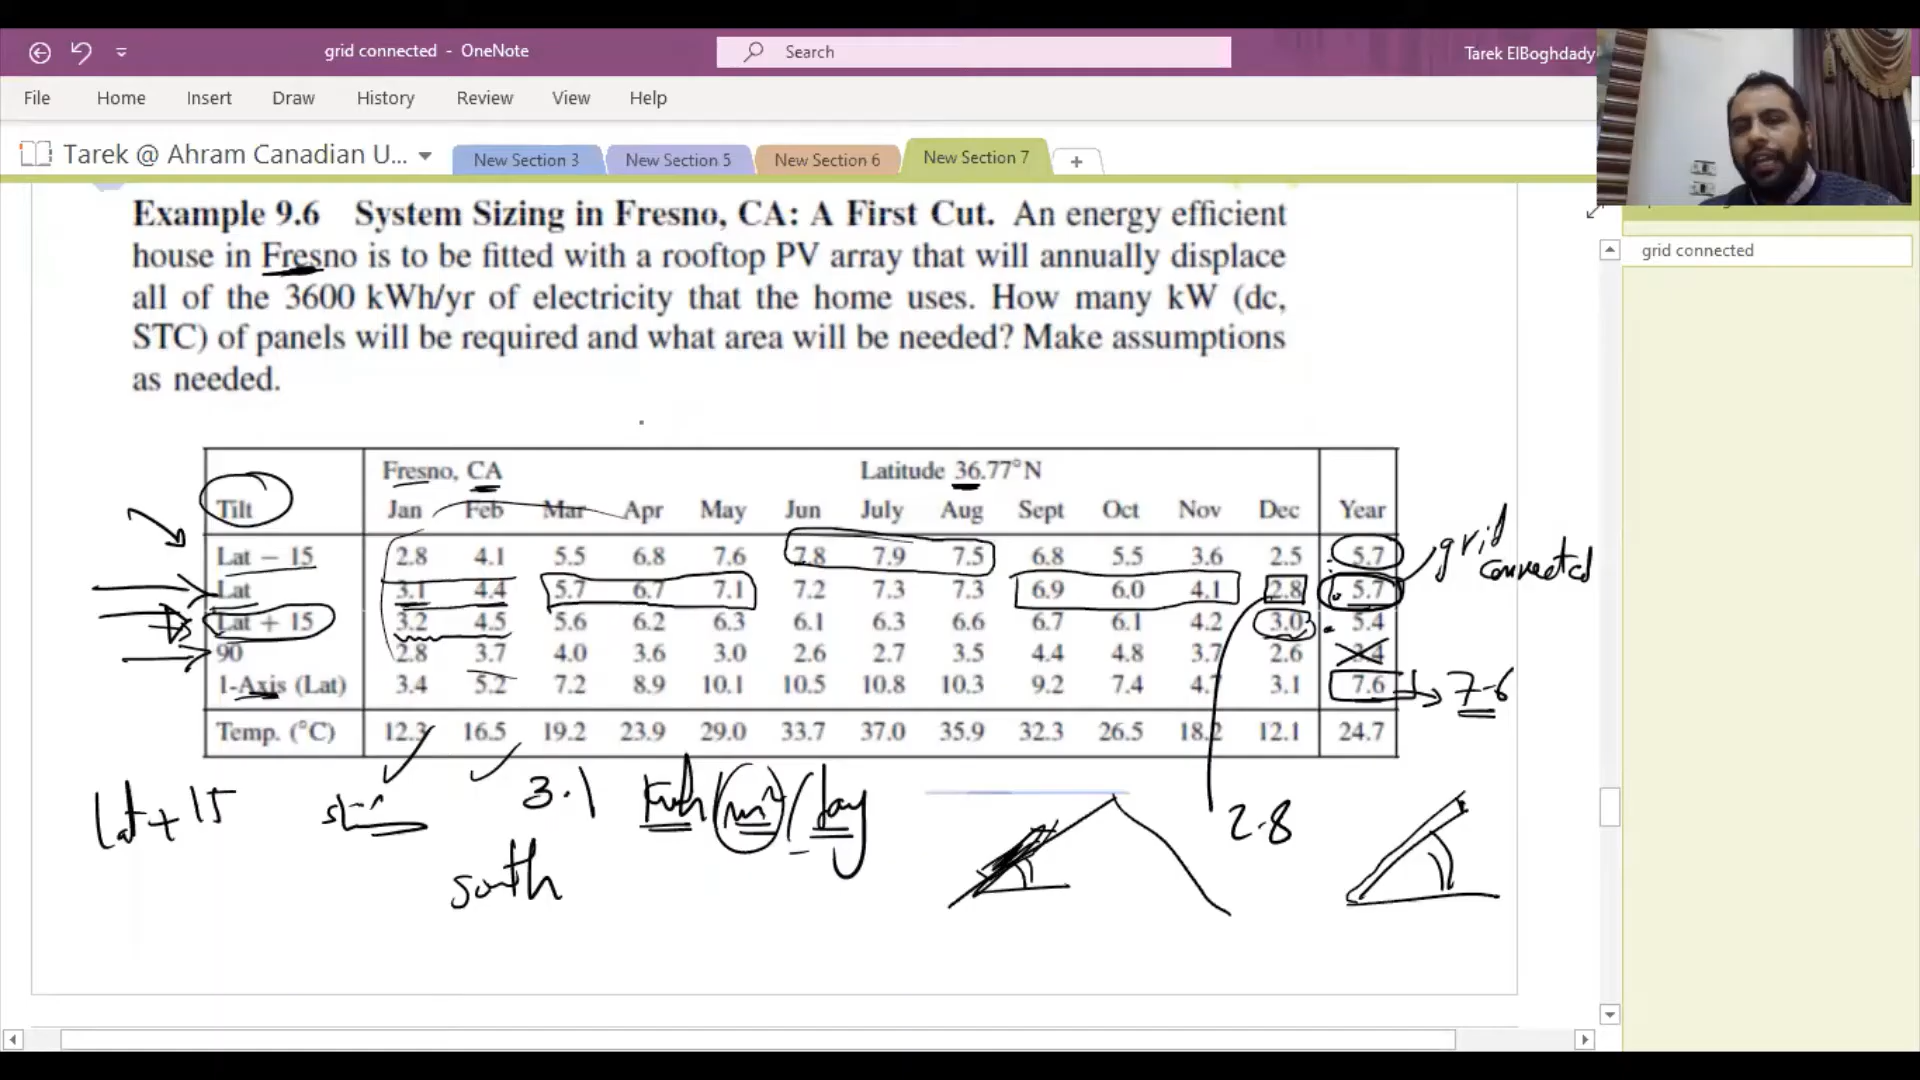 grid connected - OneNote
Search
Tarek ElBoghdady
File Home Insert Draw History Review View Help
Tarek @ Ahram Canadian U... New Section 3 New Section 5 New Section 6 New Section 7 +
grid connected
Example 9.6 System Sizing in Fresno, CA: A First Cut. An energy efficient
house in Fresno is to be fitted with a rooftop PV array that will annually displace
all of the 3600 kWh/yr of electricity that the home uses. How many kW (dc,
STC) of panels will be required and what area will be needed? Make assumptions
as needed.
Fresno, CA Latitude 36.77°N
Tilt Jan Feb Mar Apr May Jun July Aug Sept Oct Nov Dec Year
Lat − 15 2.8 4.1 5.5 6.8 7.6 7.8 7.9 7.5 6.8 5.5 3.6 2.5 5.7
grid connected
Lat 3.1 4.4 5.7 6.7 7.1 7.2 7.3 7.3 6.9 6.0 4.1 2.8 5.7
Lat + 15 3.2 4.5 5.6 6.2 6.3 6.1 6.3 6.6 6.7 6.1 4.2 3.0 5.4
90 2.8 3.7 4.0 3.6 3.0 2.6 2.7 3.5 4.4 4.8 3.7 2.6
1-Axis (Lat) 3.4 5.2 7.2 8.9 10.1 10.5 10.8 10.3 9.2 7.4 4.7 3.1 7.6 7.6
Temp. (°C) 12.3 16.5 19.2 23.9 29.0 33.7 37.0 35.9 32.3 26.5 18.2 12.1 24.7
Lat + 15 3.1 kwh/m²/day 2.8
south